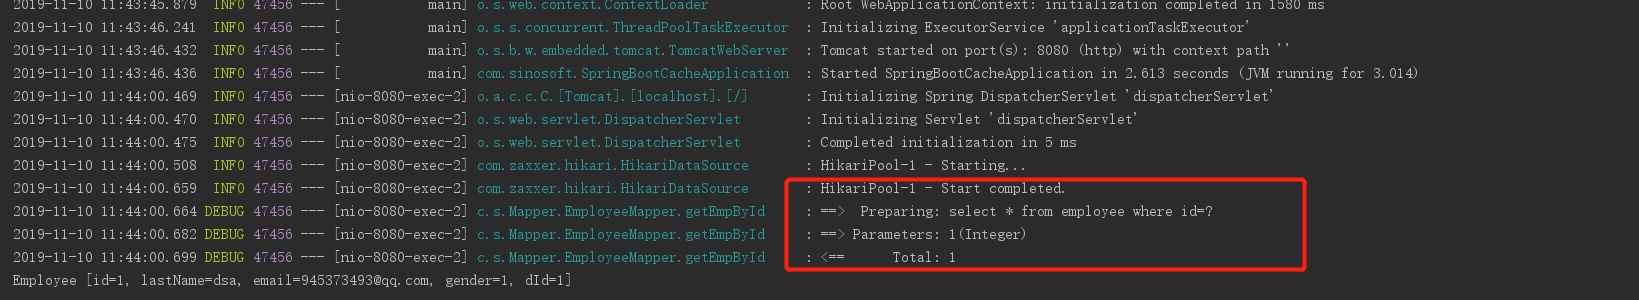 2019-11-10 11:43:45.879  INFO 47456 --- [           main] o.s.web.context.ContextLoader            : Root WebApplicationContext: initialization completed in 1580 ms
2019-11-10 11:43:46.241  INFO 47456 --- [           main] o.s.s.concurrent.ThreadPoolTaskExecutor  : Initializing ExecutorService 'applicationTaskExecutor'
2019-11-10 11:43:46.432  INFO 47456 --- [           main] o.s.b.w.embedded.tomcat.TomcatWebServer  : Tomcat started on port(s): 8080 (http) with context path ''
2019-11-10 11:43:46.436  INFO 47456 --- [           main] com.sinosoft.SpringBootCacheApplication  : Started SpringBootCacheApplication in 2.613 seconds (JVM running for 3.014)
2019-11-10 11:44:00.469  INFO 47456 --- [nio-8080-exec-2] o.a.c.c.C.[Tomcat].[localhost].[/]       : Initializing Spring DispatcherServlet 'dispatcherServlet'
2019-11-10 11:44:00.470  INFO 47456 --- [nio-8080-exec-2] o.s.web.servlet.DispatcherServlet        : Initializing Servlet 'dispatcherServlet'
2019-11-10 11:44:00.475  INFO 47456 --- [nio-8080-exec-2] o.s.web.servlet.DispatcherServlet        : Completed initialization in 5 ms
2019-11-10 11:44:00.508  INFO 47456 --- [nio-8080-exec-2] com.zaxxer.hikari.HikariDataSource       : HikariPool-1 - Starting...
2019-11-10 11:44:00.659  INFO 47456 --- [nio-8080-exec-2] com.zaxxer.hikari.HikariDataSource       : HikariPool-1 - Start completed.
2019-11-10 11:44:00.664 DEBUG 47456 --- [nio-8080-exec-2] c.s.Mapper.EmployeeMapper.getEmpById     : ==>  Preparing: select * from employee where id=?
2019-11-10 11:44:00.682 DEBUG 47456 --- [nio-8080-exec-2] c.s.Mapper.EmployeeMapper.getEmpById     : ==> Parameters: 1(Integer)
2019-11-10 11:44:00.699 DEBUG 47456 --- [nio-8080-exec-2] c.s.Mapper.EmployeeMapper.getEmpById     : <==      Total: 1
Employee [id=1, lastName=dsa, email=945373493@qq.com, gender=1, dId=1]